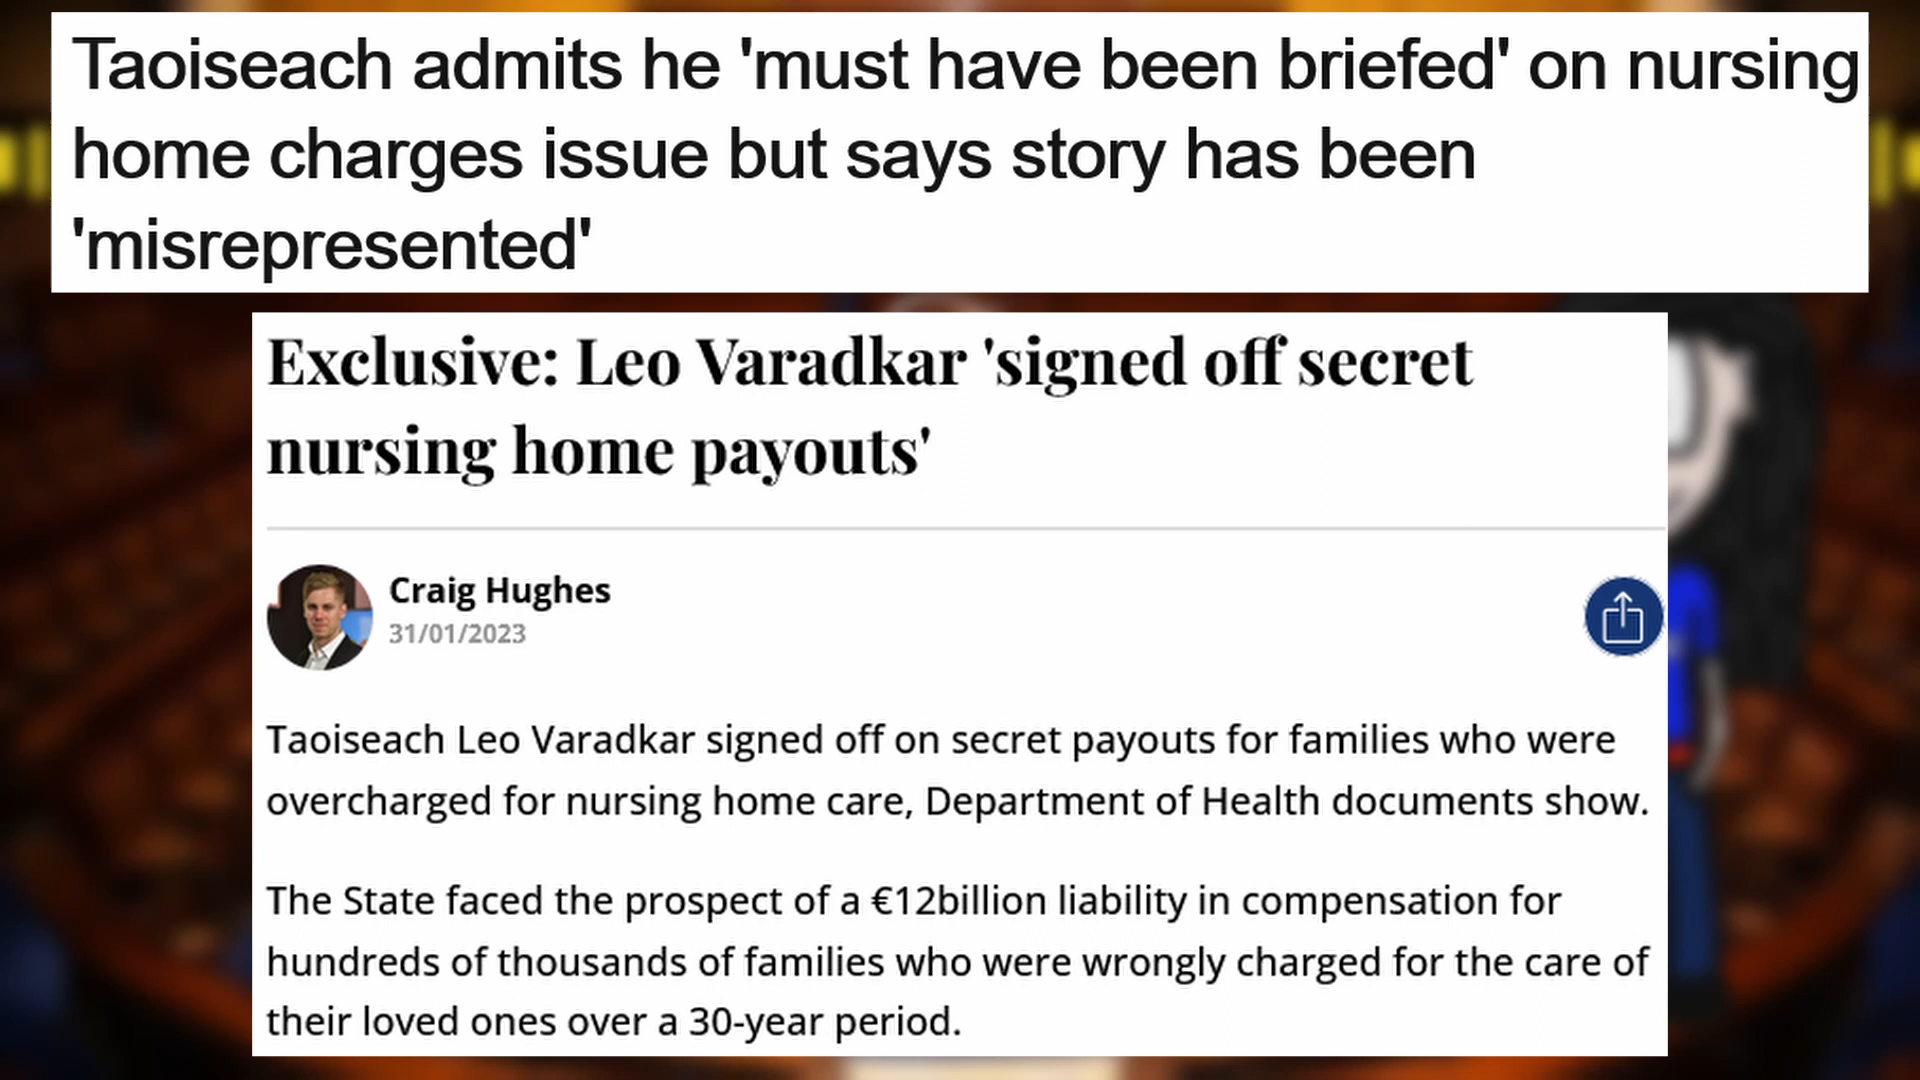 Taoiseach admits he 'must have been briefed' on nursing
home charges issue but says story has been
'misrepresented'
Exclusive: Leo Varadkar 'signed off secret
nursing home payouts'
Craig Hughes
31/01/2023
Taoiseach Leo Varadkar signed off on secret payouts for families who were
overcharged for nursing home care, Department of Health documents show.
The State faced the prospect of a €12billion liability in compensation for
hundreds of thousands of families who were wrongly charged for the care of
their loved ones over a 30-year period.